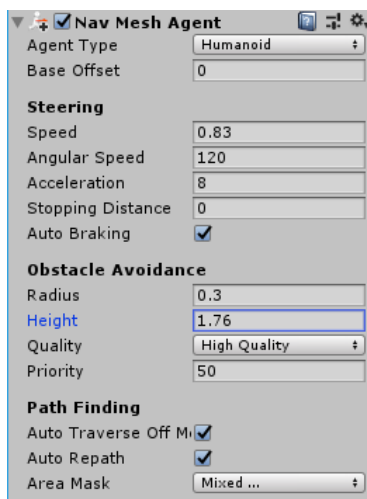 Nav Mesh Agent
Agent Type Humanoid
Base Offset 0
Steering
Speed 0.83
Angular Speed 120
Acceleration 8
Stopping Distance 0
Auto Braking
Obstacle Avoidance
Radius 0.3
Height 1.76
Quality High Quality
Priority 50
Path Finding
Auto Traverse Off M
Auto Repath
Area Mask Mixed ...